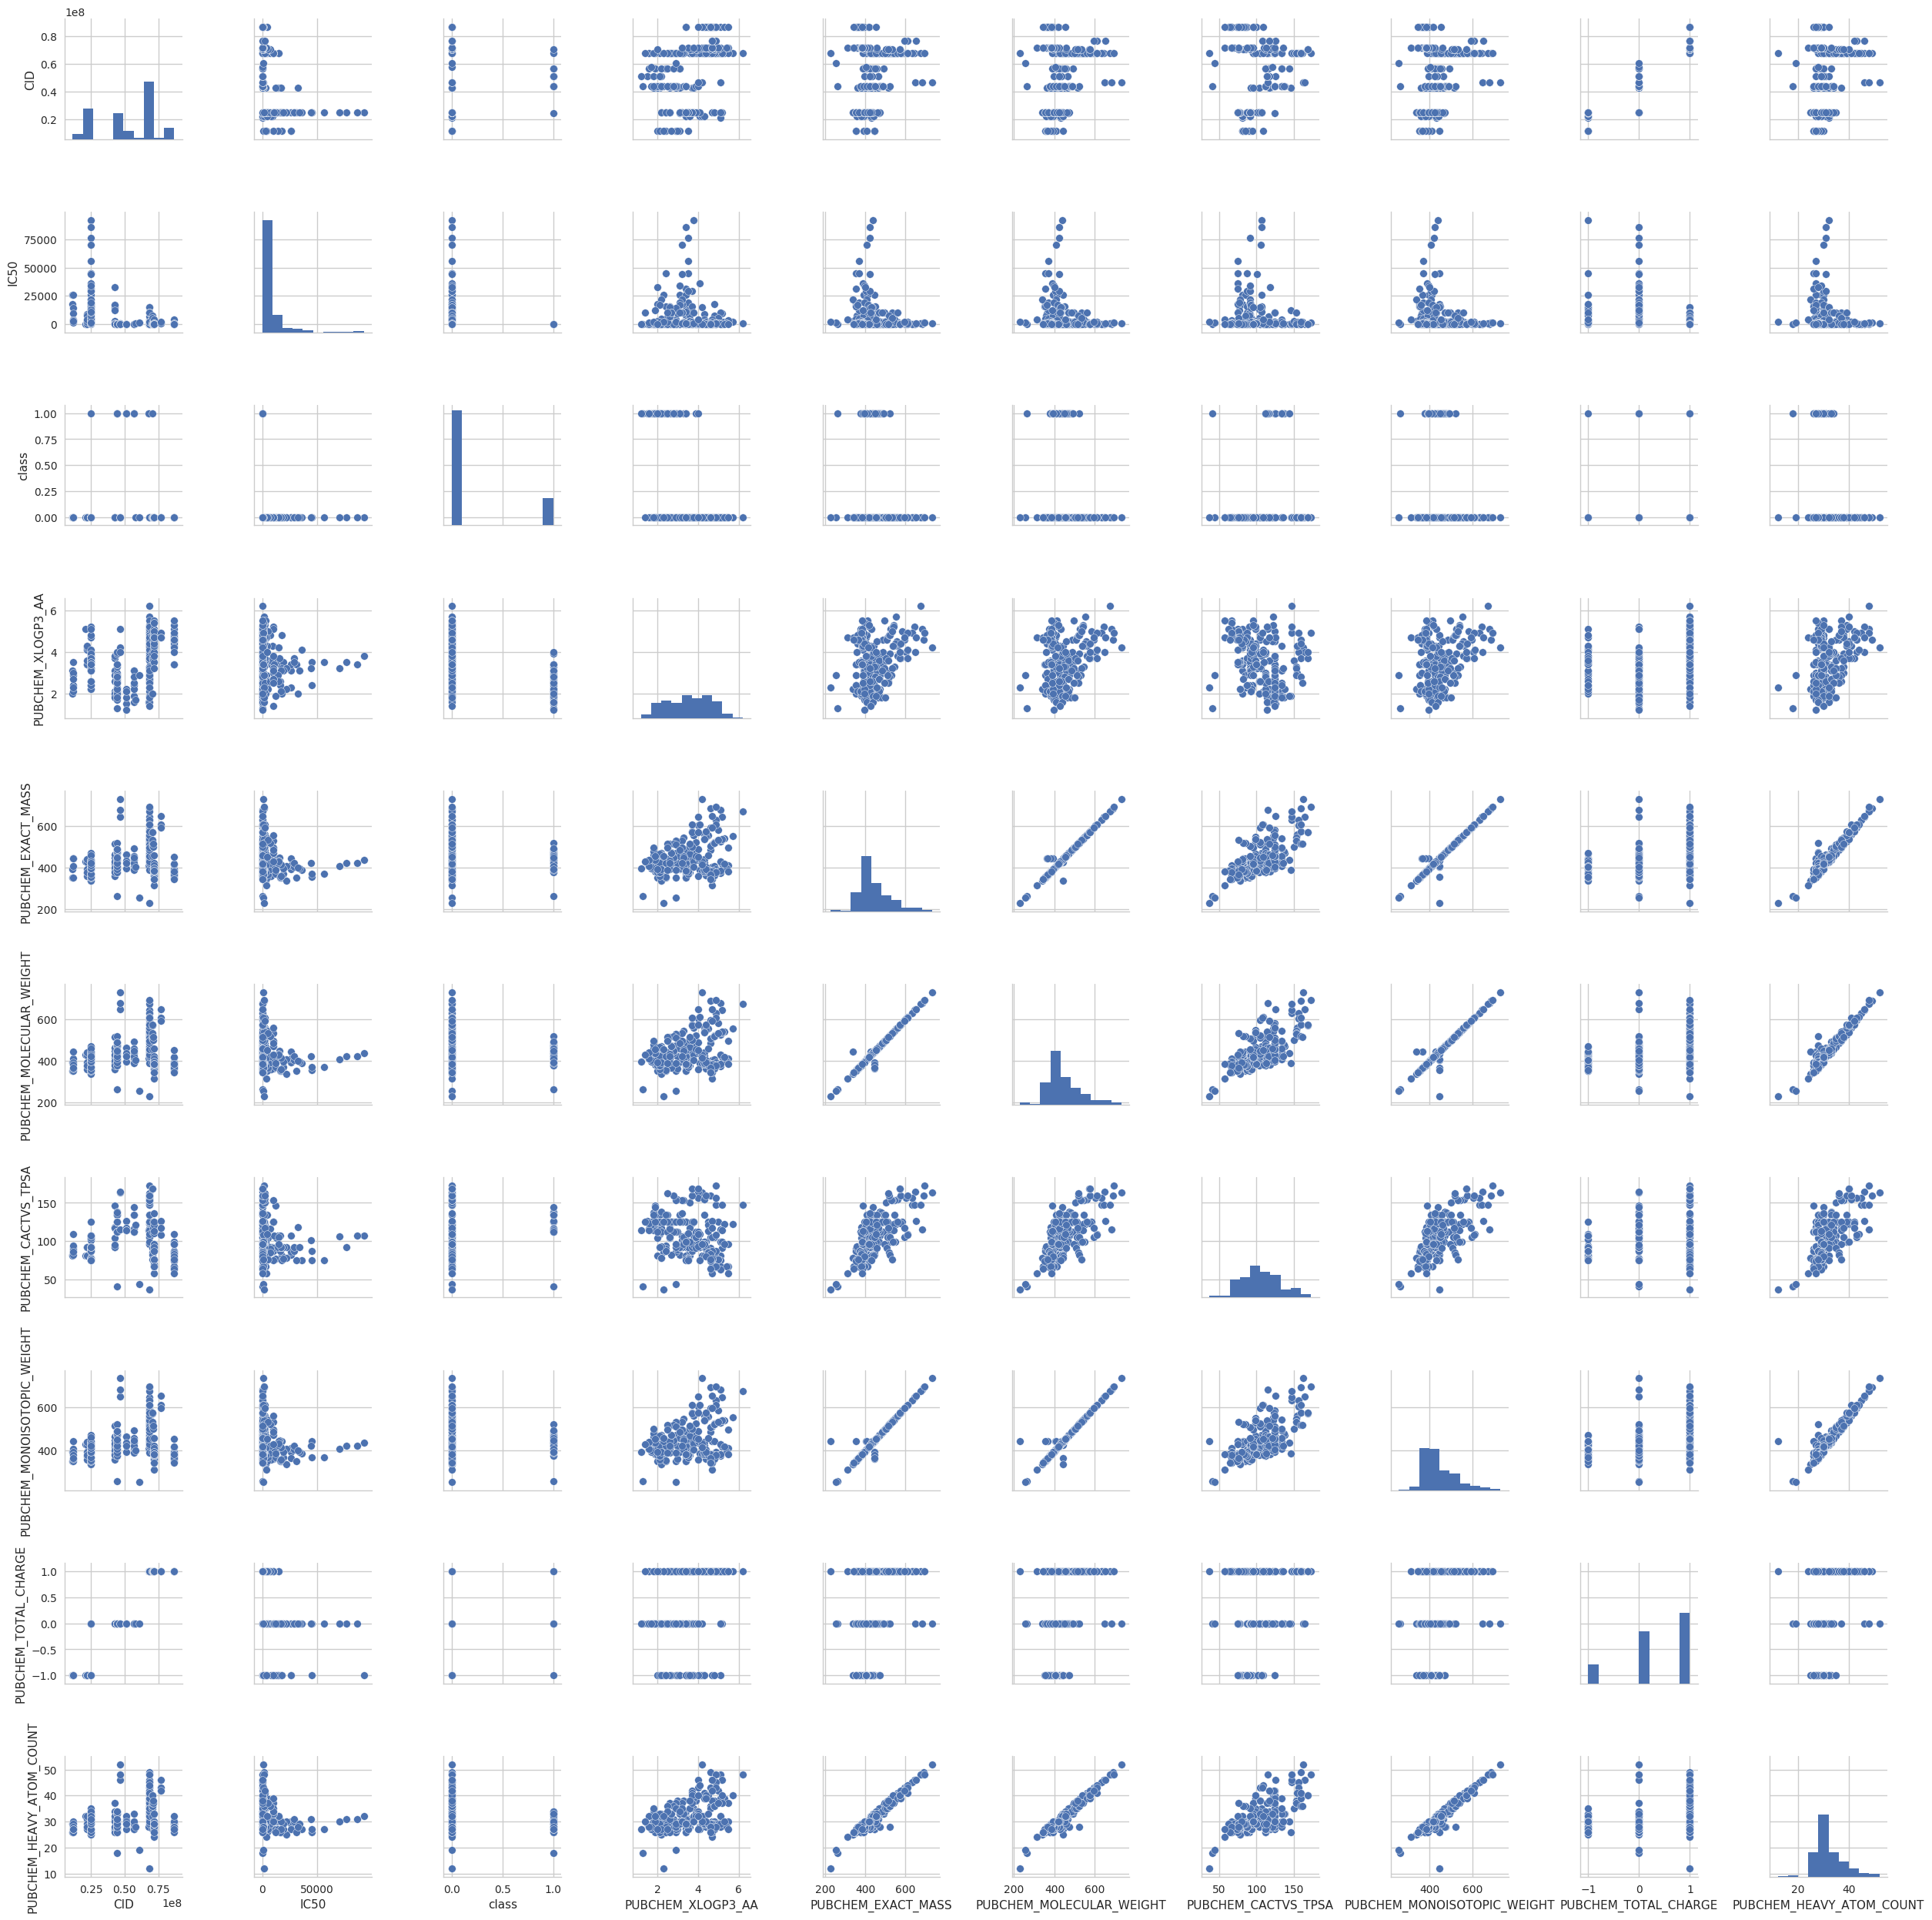 1e8
0.8
0.6
0.4
0.2
CID
75000
50000
25000
0
IC50
1.00
0.75
0.50
0.25
0.00
class
6
4
2
PUBCHEM_XLOGP3_AA
600
400
200
PUBCHEM_EXACT_MASS
600
400
200
PUBCHEM_MOLECULAR_WEIGHT
150
100
50
PUBCHEM_CACTVS_TPSA
600
400
PUBCHEM_MONOISOTOPIC_WEIGHT
1.0
0.5
0.0
−0.5
−1.0
PUBCHEM_TOTAL_CHARGE
50
40
30
20
10
PUBCHEM_HEAVY_ATOM_COUNT
0.25 0.50 0.75 0 50000 0.0 0.5 1.0 2 4 6 200 400 600 200 400 600 50 100 150 400 600 −1 0 1 20 40
1e8
CID IC50 class PUBCHEM_XLOGP3_AA PUBCHEM_EXACT_MASS PUBCHEM_MOLECULAR_WEIGHT PUBCHEM_CACTVS_TPSA PUBCHEM_MONOISOTOPIC_WEIGHT PUBCHEM_TOTAL_CHARGE PUBCHEM_HEAVY_ATOM_COUNT